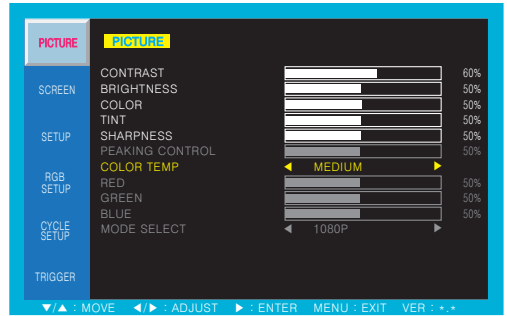 PICTURE
SCREEN
SETUP
RGB
SETUP
CYCLE
SETUP
TRIGGER
PICTURE
CONTRAST 60%
BRIGHTNESS 50%
COLOR 50%
TINT 50%
SHARPNESS 50%
PEAKING CONTROL 50%
COLOR TEMP ◀ MEDIUM ▶
RED 50%
GREEN 50%
BLUE 50%
MODE SELECT ◀ 1080P ▶
▼/▲ : MOVE ◀/▶ : ADJUST ▶ : ENTER MENU : EXIT VER : *.*